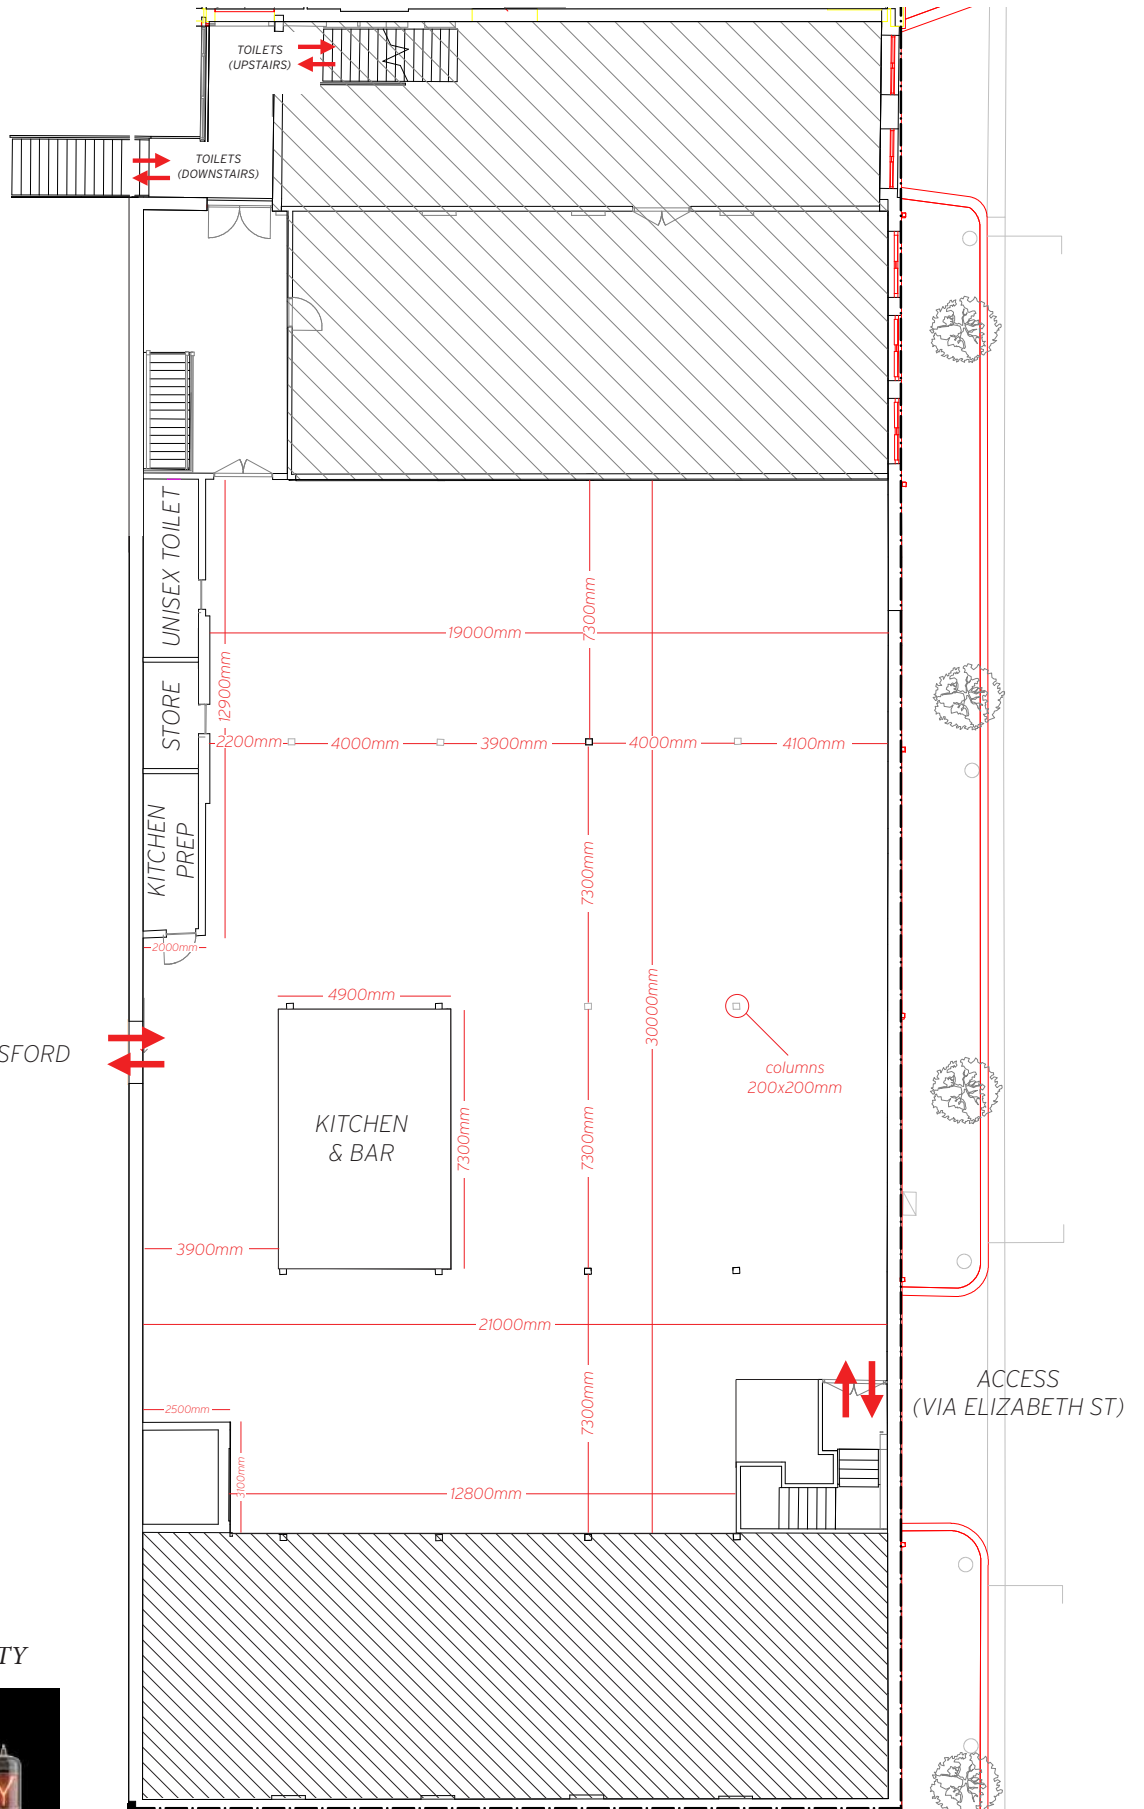 TOILETS
(UPSTAIRS)
TOILETS
(DOWNSTAIRS)
UNISEX TOILET
7300mm
19000mm
12900mm
STORE
2200mm
4000mm
3900mm
4000mm
4100mm
KITCHEN
PREP
7300mm
2000mm
4900mm
30000mm
SFORD
columns
200x200mm
KITCHEN
& BAR
7300mm
7300mm
3900mm
21000mm
ACCESS
(VIA ELIZABETH ST)
2500mm
7300mm
3100mm
12800mm
TY
Y